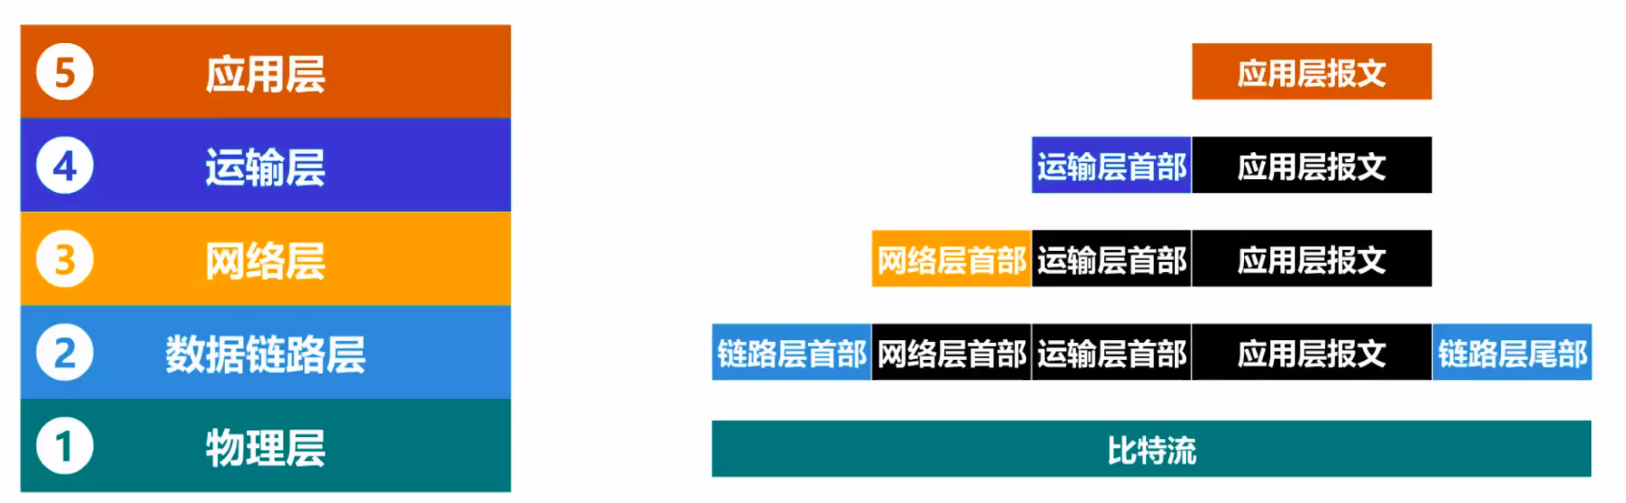 5 应用层 应用层报文
4 运输层 运输层首部 应用层报文
3 网络层 网络层首部 运输层首部 应用层报文
2 数据链路层 链路层首部 网络层首部 运输层首部 应用层报文 链路层尾部
1 物理层 比特流